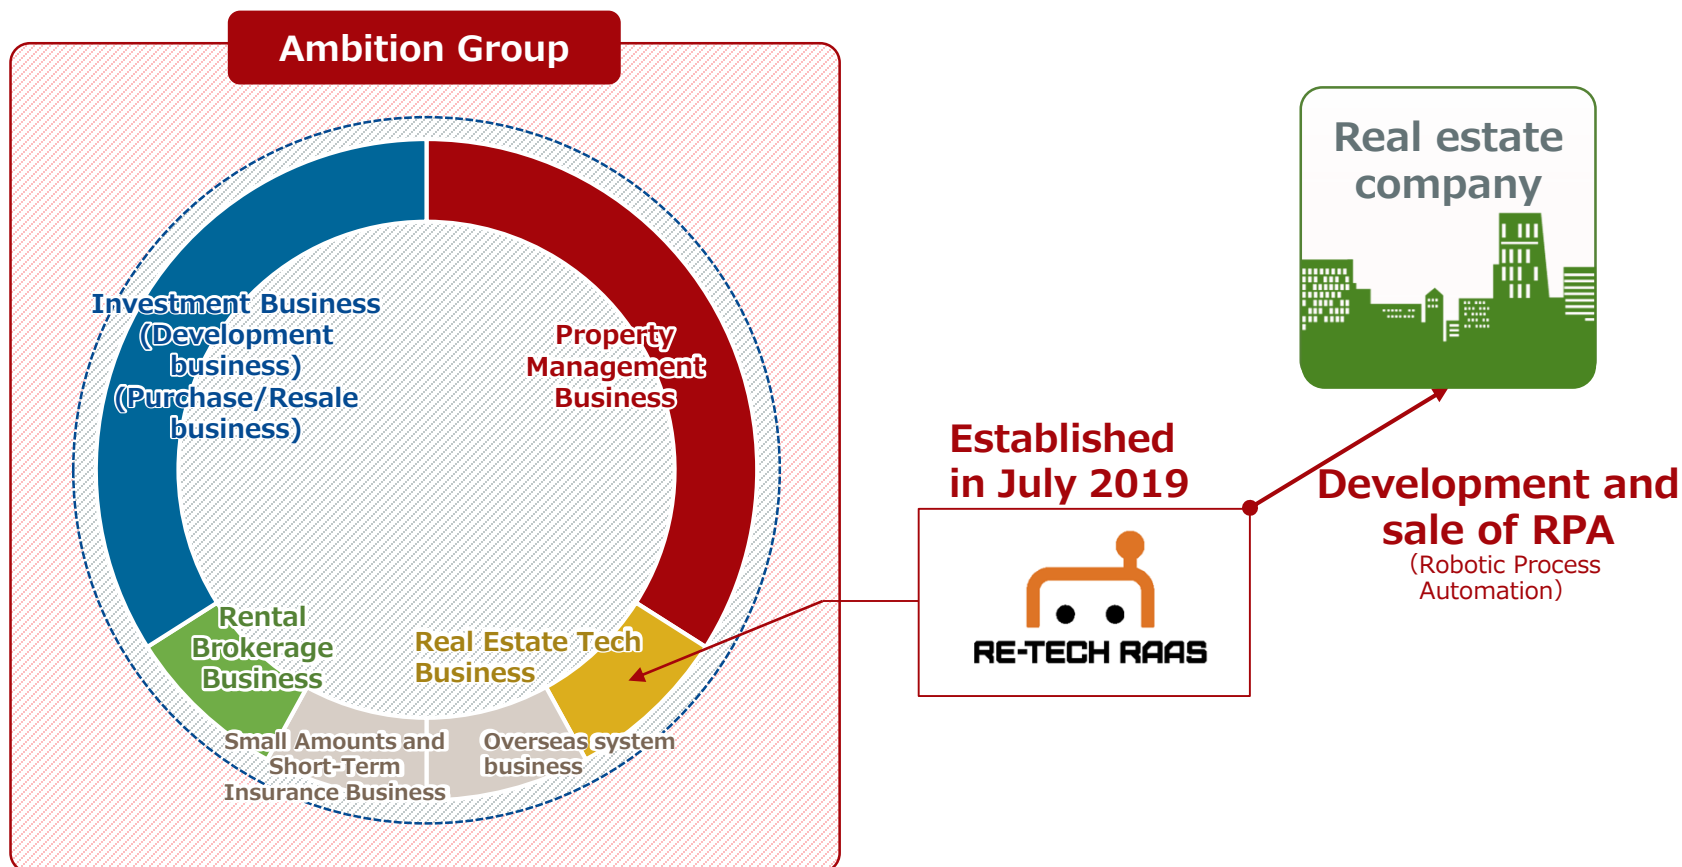 Ambition Group
Investment Business
(Development
business)
(Purchase/Resale
business)
Property
Management
Business
Rental
Brokerage
Business
Real Estate Tech
Business
Small Amounts and
Short-Term
Insurance Business
Overseas system
business
Established
in July 2019
RE-TECH RAAS
Real estate
company
Development and
sale of RPA
（Robotic Process
Automation）